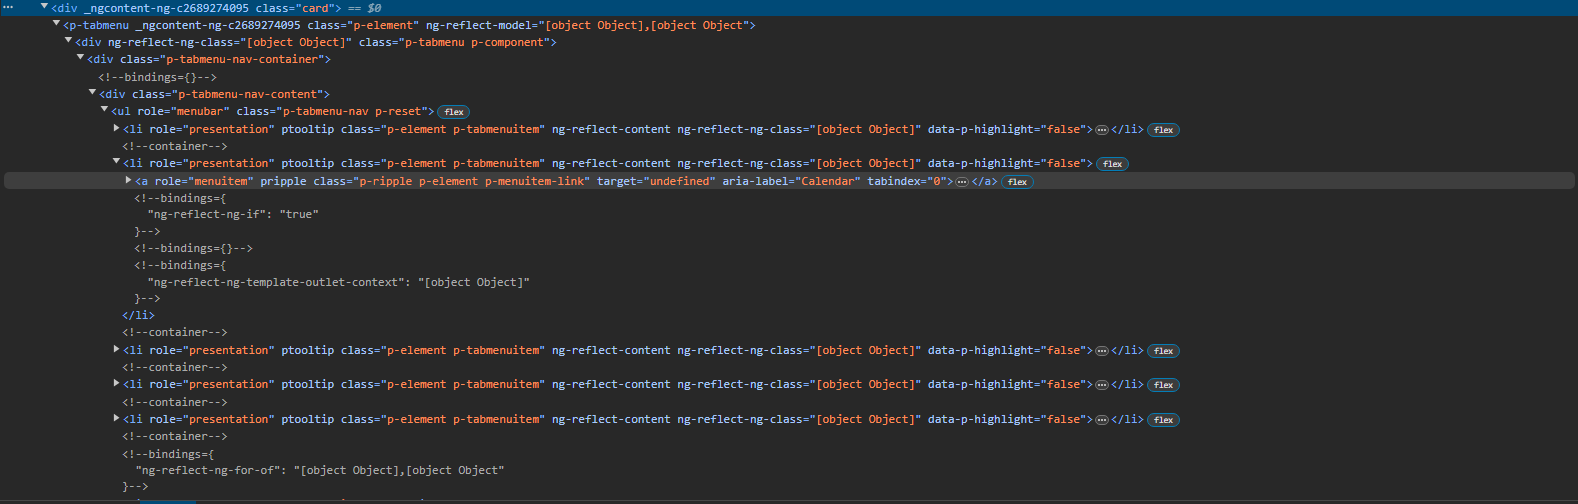 <div _ngcontent-ng-c2689274095 class="card"> == $0
<p-tabmenu _ngcontent-ng-c2689274095 class="p-element" ng-reflect-model="[object Object],[object Object">
<div ng-reflect-ng-class="[object Object]" class="p-tabmenu p-component">
<div class="p-tabmenu-nav-container">
<!--bindings={}-->
<div class="p-tabmenu-nav-content">
<ul role="menubar" class="p-tabmenu-nav p-reset"> flex
<li role="presentation" ptooltip class="p-element p-tabmenuitem" ng-reflect-content ng-reflect-ng-class="[object Object]" data-p-highlight="false">…</li> flex
<!--container-->
<li role="presentation" ptooltip class="p-element p-tabmenuitem" ng-reflect-content ng-reflect-ng-class="[object Object]" data-p-highlight="false"> flex
<a role="menuitem" pripple class="p-ripple p-element p-menuitem-link" target="undefined" aria-label="Calendar" tabindex="0">…</a> flex
<!--bindings={
"ng-reflect-ng-if": "true"
}-->
<!--bindings={}-->
<!--bindings={
"ng-reflect-ng-template-outlet-context": "[object Object]"
}-->
</li>
<!--container-->
<li role="presentation" ptooltip class="p-element p-tabmenuitem" ng-reflect-content ng-reflect-ng-class="[object Object]" data-p-highlight="false">…</li> flex
<!--container-->
<li role="presentation" ptooltip class="p-element p-tabmenuitem" ng-reflect-content ng-reflect-ng-class="[object Object]" data-p-highlight="false">…</li> flex
<!--container-->
<li role="presentation" ptooltip class="p-element p-tabmenuitem" ng-reflect-content ng-reflect-ng-class="[object Object]" data-p-highlight="false">…</li> flex
<!--container-->
<!--bindings={
"ng-reflect-ng-for-of": "[object Object],[object Object"
}-->